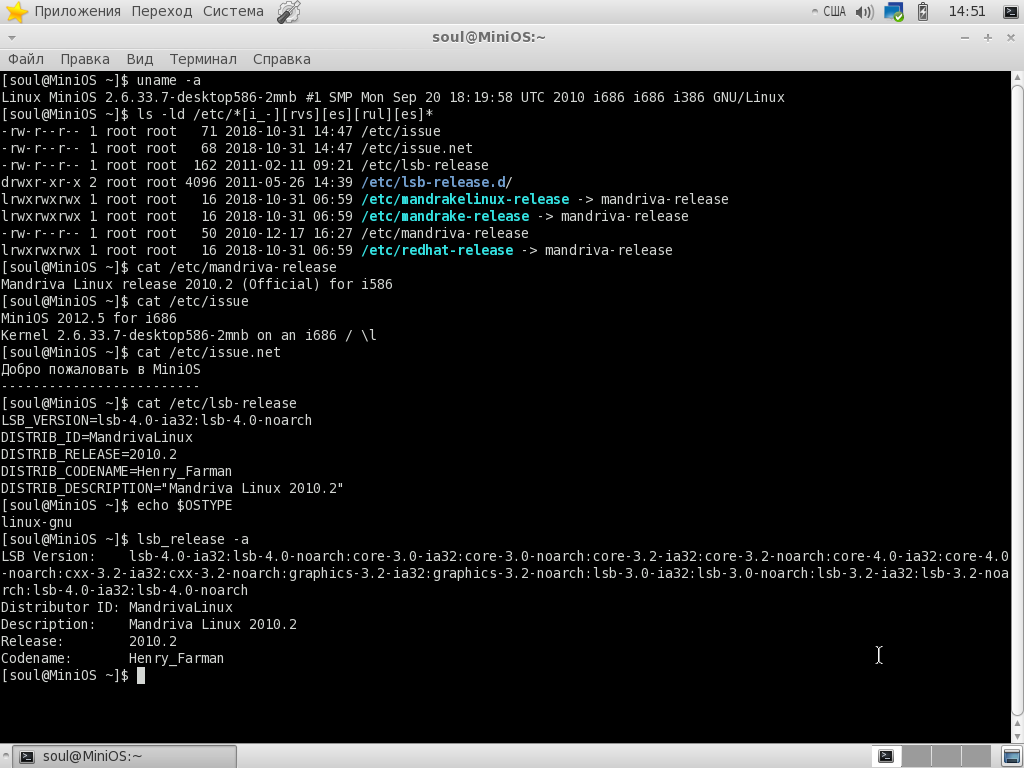 Приложения Переход Система США 14:51
soul@MiniOS:~
Файл Правка Вид Терминал Справка
[soul@MiniOS ~]$ uname -a
Linux MiniOS 2.6.33.7-desktop586-2mnb #1 SMP Mon Sep 20 18:19:58 UTC 2010 i686 i686 i386 GNU/Linux
[soul@MiniOS ~]$ ls -ld /etc/*[i_-][rvs][es][rul][es]*
-rw-r--r-- 1 root root   71 2018-10-31 14:47 /etc/issue
-rw-r--r-- 1 root root   68 2018-10-31 14:47 /etc/issue.net
-rw-r--r-- 1 root root  162 2011-02-11 09:21 /etc/lsb-release
drwxr-xr-x 2 root root 4096 2011-05-26 14:39 /etc/lsb-release.d/
lrwxrwxrwx 1 root root   16 2018-10-31 06:59 /etc/mandrakelinux-release -> mandriva-release
lrwxrwxrwx 1 root root   16 2018-10-31 06:59 /etc/mandrake-release -> mandriva-release
-rw-r--r-- 1 root root   50 2010-12-17 16:27 /etc/mandriva-release
lrwxrwxrwx 1 root root   16 2018-10-31 06:59 /etc/redhat-release -> mandriva-release
[soul@MiniOS ~]$ cat /etc/mandriva-release
Mandriva Linux release 2010.2 (Official) for i586
[soul@MiniOS ~]$ cat /etc/issue
MiniOS 2012.5 for i686
Kernel 2.6.33.7-desktop586-2mnb on an i686 / \l
[soul@MiniOS ~]$ cat /etc/issue.net
Добро пожаловать в MiniOS
-------------------------
[soul@MiniOS ~]$ cat /etc/lsb-release
LSB_VERSION=lsb-4.0-ia32:lsb-4.0-noarch
DISTRIB_ID=MandrivaLinux
DISTRIB_RELEASE=2010.2
DISTRIB_CODENAME=Henry_Farman
DISTRIB_DESCRIPTION="Mandriva Linux 2010.2"
[soul@MiniOS ~]$ echo $OSTYPE
linux-gnu
[soul@MiniOS ~]$ lsb_release -a
LSB Version:    lsb-4.0-ia32:lsb-4.0-noarch:core-3.0-ia32:core-3.0-noarch:core-3.2-ia32:core-3.2-noarch:core-4.0-ia32:core-4.0
-noarch:cxx-3.2-ia32:cxx-3.2-noarch:graphics-3.2-ia32:graphics-3.2-noarch:lsb-3.0-ia32:lsb-3.0-noarch:lsb-3.2-ia32:lsb-3.2-noa
rch:lsb-4.0-ia32:lsb-4.0-noarch
Distributor ID: MandrivaLinux
Description:    Mandriva Linux 2010.2
Release:        2010.2
Codename:       Henry_Farman
[soul@MiniOS ~]$
soul@MiniOS:~